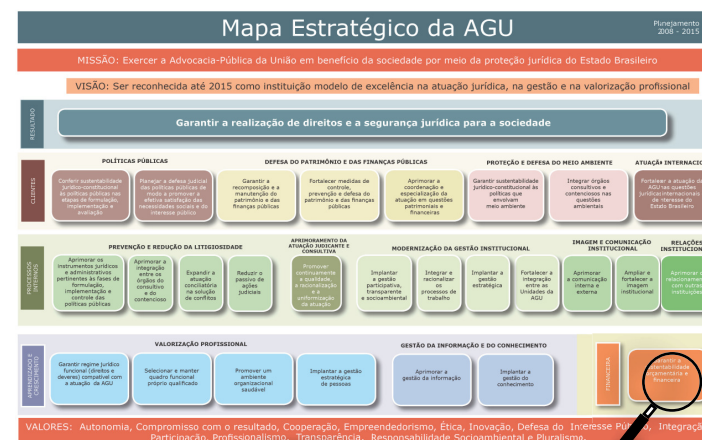 Mapa Estratégico da AGU
Planejamento
2008 - 2015
MISSÃO: Exercer a Advocacia-Pública da União em benefício da sociedade por meio da proteção jurídica do Estado Brasileiro
VISÃO: Ser reconhecida até 2015 como instituição modelo de excelência na atuação jurídica, na gestão e na valorização profissional
RESULTADO
Garantir a realização de direitos e a segurança jurídica para a sociedade
CLIENTES
POLÍTICAS PÚBLICAS
Conferir sustentabilidade
jurídico-constitucional
às políticas públicas nas
etapas de formulação,
implementação e
avaliação
Planejar a defesa judicial
das políticas públicas de
modo a promover a
efetiva satisfação das
necessidades sociais e do
interesse público
DEFESA DO PATRIMÔNIO E DAS FINANÇAS PÚBLICAS
Garantir a
recomposição e a
manutenção do
patrimônio e das
finanças públicas
Fortalecer medidas de
controle,
prevenção e defesa do
patrimônio e das finanças
públicas
Aprimorar a
coordenação e
especialização da
atuação em questões
patrimoniais e
financeiras
PROTEÇÃO E DEFESA DO MEIO AMBIENTE
Garantir sustentabilidade
jurídico-constitucional às
políticas que
envolvam
meio ambiente
Integrar órgãos
consultivos e
contenciosos nas
questões
ambientais
ATUAÇÃO INTERNACIO
Fortalecer a atuação da
AGU nas questões
jurídicas internacionais
de interesse do
Estado Brasileiro
PROCESSOS
INTERNOS
PREVENÇÃO E REDUÇÃO DA LITIGIOSIDADE
Aprimorar os
instrumentos jurídicos
e administrativos
pertinentes às fases de
formulação,
implementação e
controle das
políticas públicas
Aprimorar a
integração
entre os
órgãos do
consultivo
e do
contencioso
Expandir a
atuação
conciliatória
na solução
de conflitos
Reduzir o
passivo de
ações
judiciais
APRIMORAMENTO DA
ATUAÇÃO JUDICANTE E
CONSULTIVA
Promover
continuamente
a qualidade,
a racionalização
e a
uniformização
da atuação
MODERNIZAÇÃO DA GESTÃO INSTITUCIONAL
Implantar
a gestão
participativa,
transparente
e socioambiental
Integrar e
racionalizar
os
processos de
trabalho
Implantar a
gestão
estratégica
Fortalecer a
integração
entre as
Unidades da
AGU
IMAGEM E COMUNICAÇÃO
INSTITUCIONAL
Aprimorar
a comunicação
interna e
externa
Ampliar e
fortalecer a
imagem
institucional
RELAÇÕES
INSTITUCION
Aprimorar o
relacionamen
com outras
instituições
APRENDIZADO E
CRESCIMENTO
VALORIZAÇÃO PROFISSIONAL
Garantir regime jurídico
funcional (direitos e
deveres) compatível com
a atuação da AGU
Selecionar e manter
quadro funcional
próprio qualificado
Promover um
ambiente
organizacional
saudável
Implantar a gestão
estratégica
de pessoas
GESTÃO DA INFORMAÇÃO E DO CONHECIMENTO
Aprimorar a
gestão da informação
Implantar a
gestão do
conhecimento
FINANCEIRA
Garantir a
sustentabilidade
orçamentária e
financeira
VALORES: Autonomia, Compromisso com o resultado, Cooperação, Empreendedorismo, Ética, Inovação, Defesa do Interesse Público, Integraçã
Participação, Profissionalismo, Transparência, Responsabilidade Socioambiental e Pluralismo.